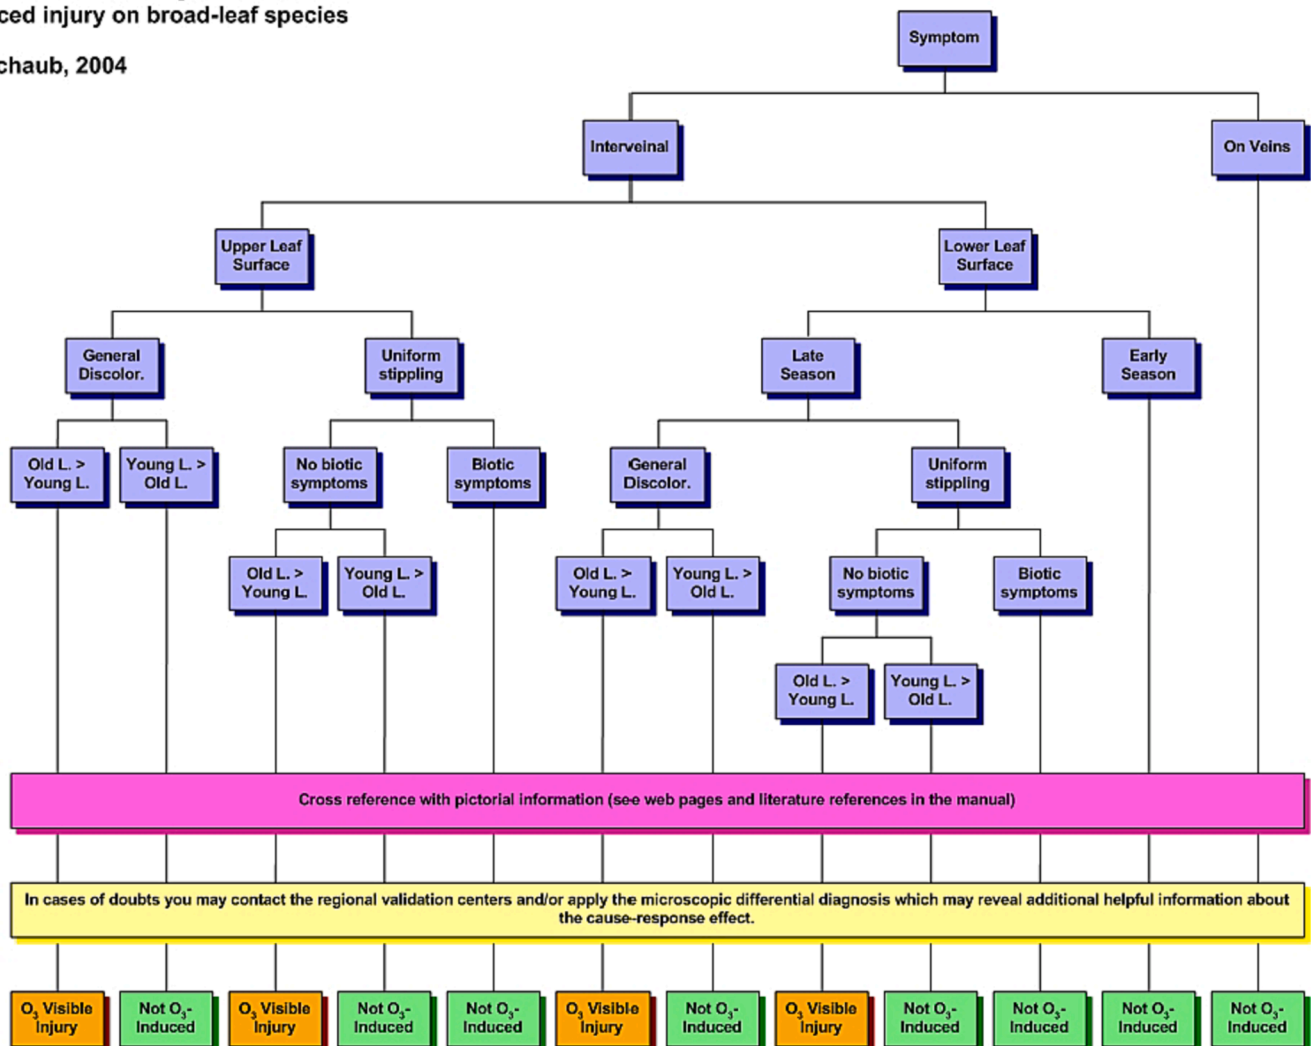 injury on broad-leaf species
2004
Symptom
Interveinal
On Veins
Upper Leaf
Surface
Lower Leaf
Surface
General
Discolor.
Uniform
stippling
Late
Season
Early
Season
Old L. >
Young L.
Young L. >
Old L.
No biotic
symptoms
Biotic
symptoms
General
Discolor.
Uniform
stippling
Old L. >
Young L.
Young L. >
Old L.
Old L. >
Young L.
Young L. >
Old L.
No biotic
symptoms
Biotic
symptoms
Old L. >
Young L.
Young L. >
Old L.
Cross reference with pictorial information (see web pages and literature references in the manual)
In cases of doubts you may contact the regional validation centers and/or apply the microscopic differential diagnosis which may reveal additional helpful information about
the cause-response effect.
O₃ Visible
Injury
Not O₃-
Induced
O₃ Visible
Injury
Not O₃-
Induced
Not O₃-
Induced
O₃ Visible
Injury
Not O₃-
Induced
O₃ Visible
Injury
Not O₃-
Induced
Not O₃-
Induced
Not O₃-
Induced
Not O₃-
Induced